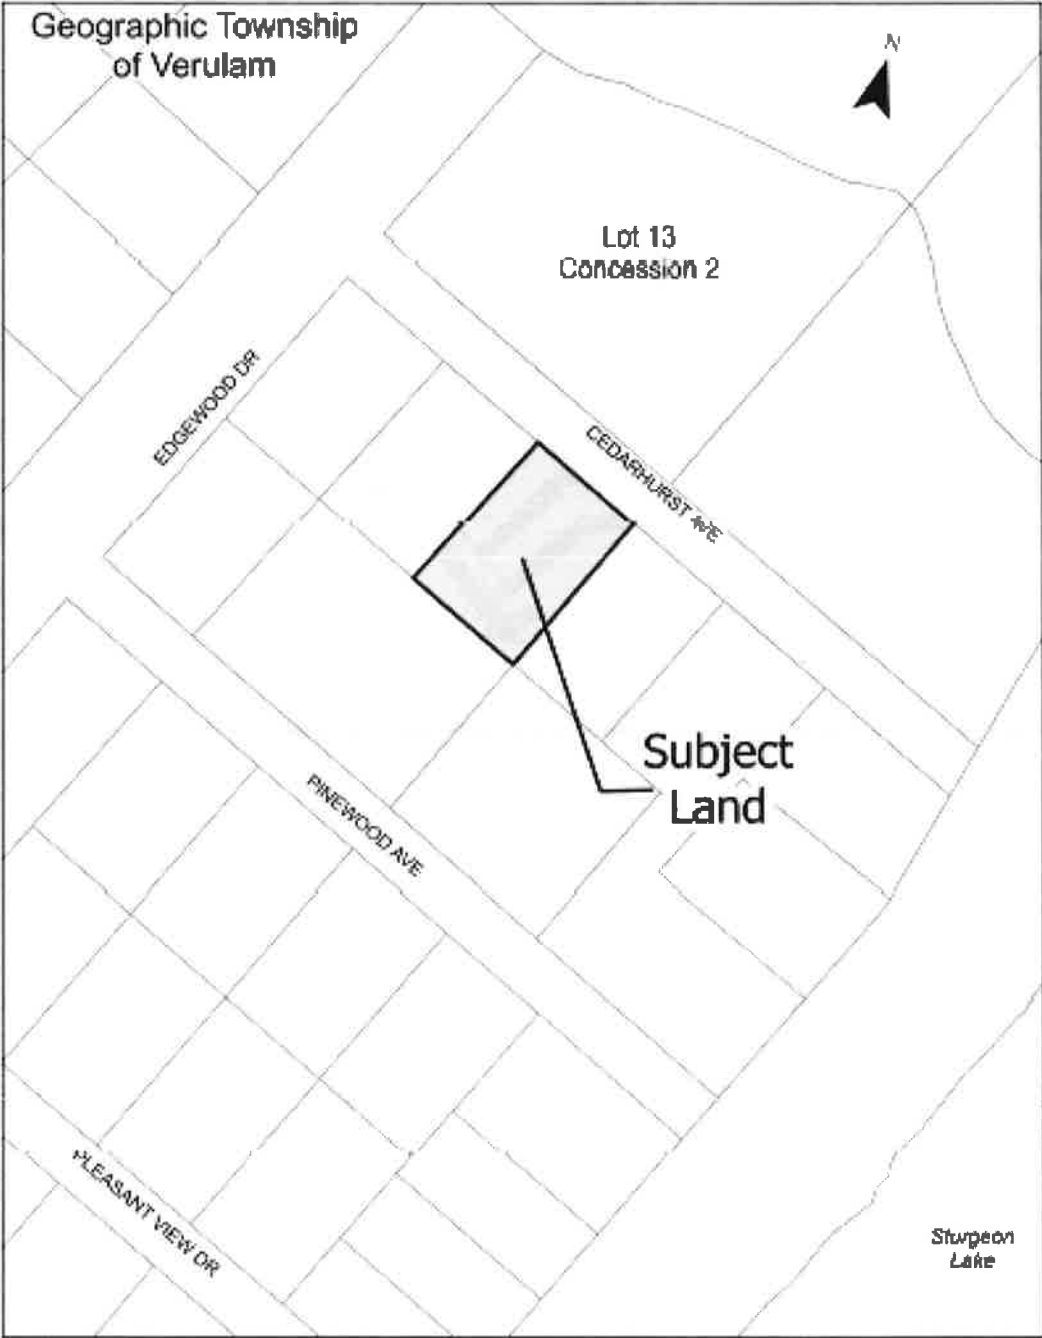 Geographic Township
of Verulam
N
Lot 13
Concession 2
EDGEWOOD DR
CEDARHURST AVE
Subject
Land
PINEWOOD AVE
PLEASANT VIEW DR
Sturgeon
Lake